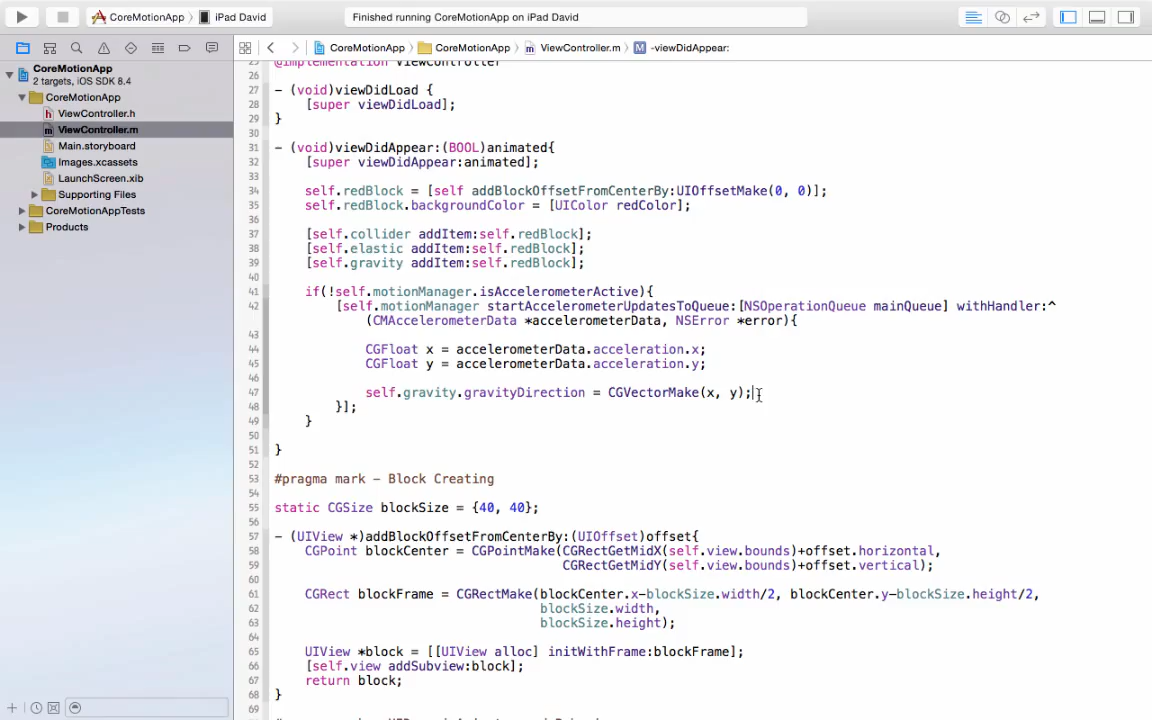 CoreMotionApp
iPad David
Finished running CoreMotionApp on iPad David
CoreMotionApp
2 targets, iOS SDK 8.4
CoreMotionApp
ViewController.h
ViewController.m
Main.storyboard
Images.xcassets
LaunchScreen.xib
Supporting Files
CoreMotionAppTests
Products
CoreMotionApp
CoreMotionApp
ViewController.m
M
-viewDidAppear:
25 @implementation ViewController
26
27 - (void)viewDidLoad {
28 [super viewDidLoad];
29 }
30
31 - (void)viewDidAppear:(BOOL)animated{
32 [super viewDidAppear:animated];
33
34 self.redBlock = [self addBlockOffsetFromCenterBy:UIOffsetMake(0, 0)];
35 self.redBlock.backgroundColor = [UIColor redColor];
36
37 [self.collider addItem:self.redBlock];
38 [self.elastic addItem:self.redBlock];
39 [self.gravity addItem:self.redBlock];
40
41 if(!self.motionManager.isAccelerometerActive){
42 [self.motionManager startAccelerometerUpdatesToQueue:[NSOperationQueue mainQueue] withHandler:^
(CMAccelerometerData *accelerometerData, NSError *error){
43
44 CGFloat x = accelerometerData.acceleration.x;
45 CGFloat y = accelerometerData.acceleration.y;
46
47 self.gravity.gravityDirection = CGVectorMake(x, y);
48 }];
49 }
50
51 }
52
53 #pragma mark - Block Creating
54
55 static CGSize blockSize = {40, 40};
56
57 - (UIView *)addBlockOffsetFromCenterBy:(UIOffset)offset{
58 CGPoint blockCenter = CGPointMake(CGRectGetMidX(self.view.bounds)+offset.horizontal,
59 CGRectGetMidY(self.view.bounds)+offset.vertical);
60
61 CGRect blockFrame = CGRectMake(blockCenter.x-blockSize.width/2, blockCenter.y-blockSize.height/2,
62 blockSize.width,
63 blockSize.height);
64
65 UIView *block = [[UIView alloc] initWithFrame:blockFrame];
66 [self.view addSubview:block];
67 return block;
68 }
69